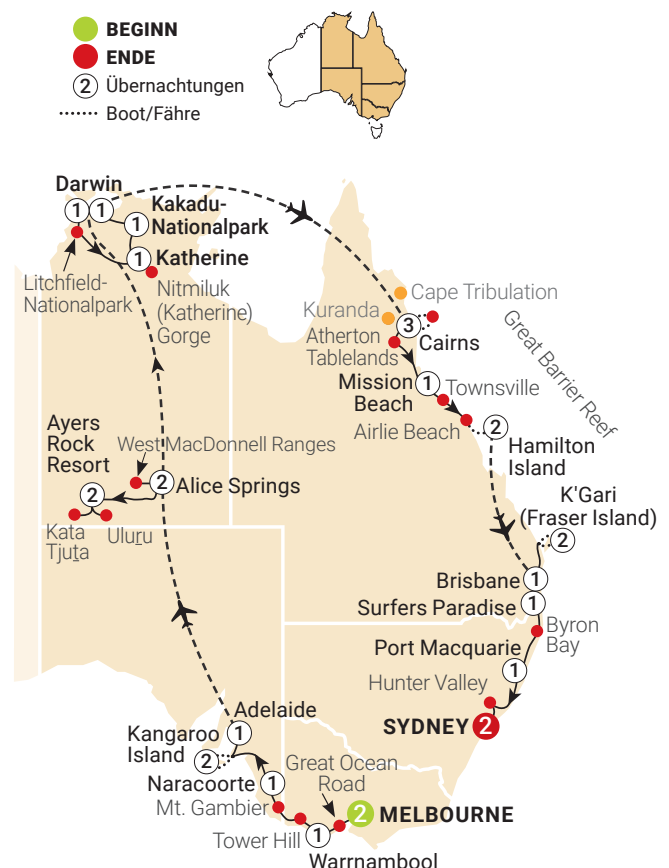 BEGINN
ENDE
2 Übernachtungen
Boot/Fähre
Darwin
1
1
Kakadu-
Nationalpark
1
Katherine
1
Litchfield-
Nationalpark
Nitmiluk
(Katherine)
Gorge
Cape Tribulation
Kuranda
3
Cairns
Atherton
Tablelands
Great Barrier Reef
Mission
Beach
1
Townsville
Airlie Beach
2
Hamilton
Island
Ayers
Rock
Resort
2
West MacDonnell Ranges
2
Alice Springs
Kata
Tjuṯa
Uluṟu
K'Gari
(Fraser Island)
2
Brisbane
1
Surfers Paradise
1
Byron
Bay
Port Macquarie
1
Hunter Valley
SYDNEY
2
Adelaide
1
Kangaroo
Island
2
Naracoorte
1
Great Ocean
Road
Mt. Gambier
2
MELBOURNE
Tower Hill
1
Warrnambool